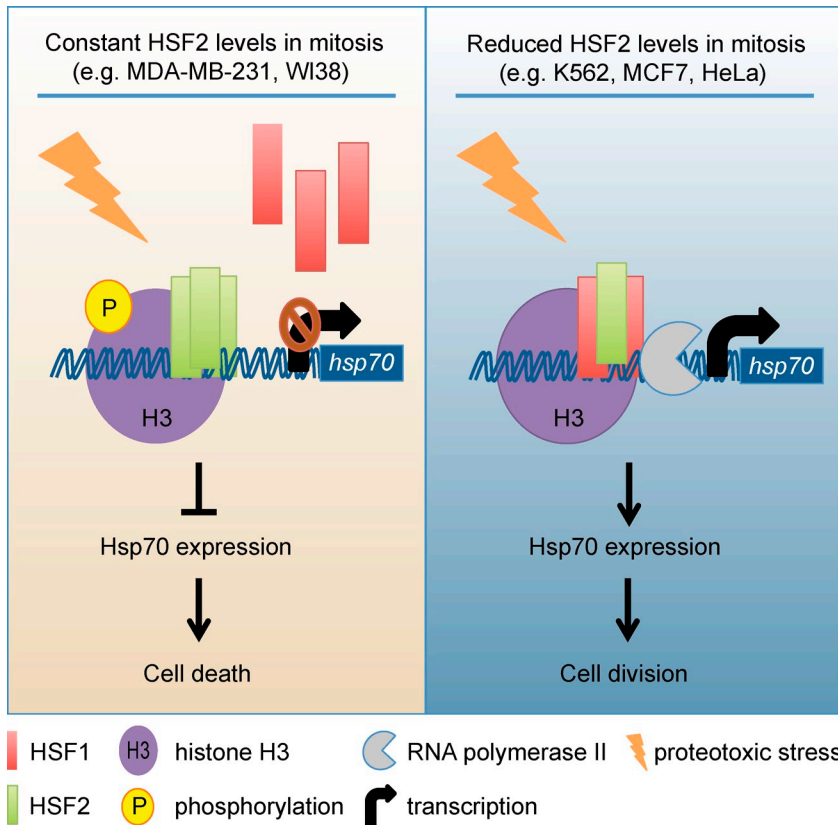 Constant HSF2 levels in mitosis
(e.g. MDA-MB-231, WI38)
Reduced HSF2 levels in mitosis
(e.g. K562, MCF7, HeLa)
P
hsp70
H3
hsp70
H3
Hsp70 expression
Hsp70 expression
Cell death
Cell division
HSF1
H3 histone H3
RNA polymerase II
proteotoxic stress
HSF2
P phosphorylation
transcription